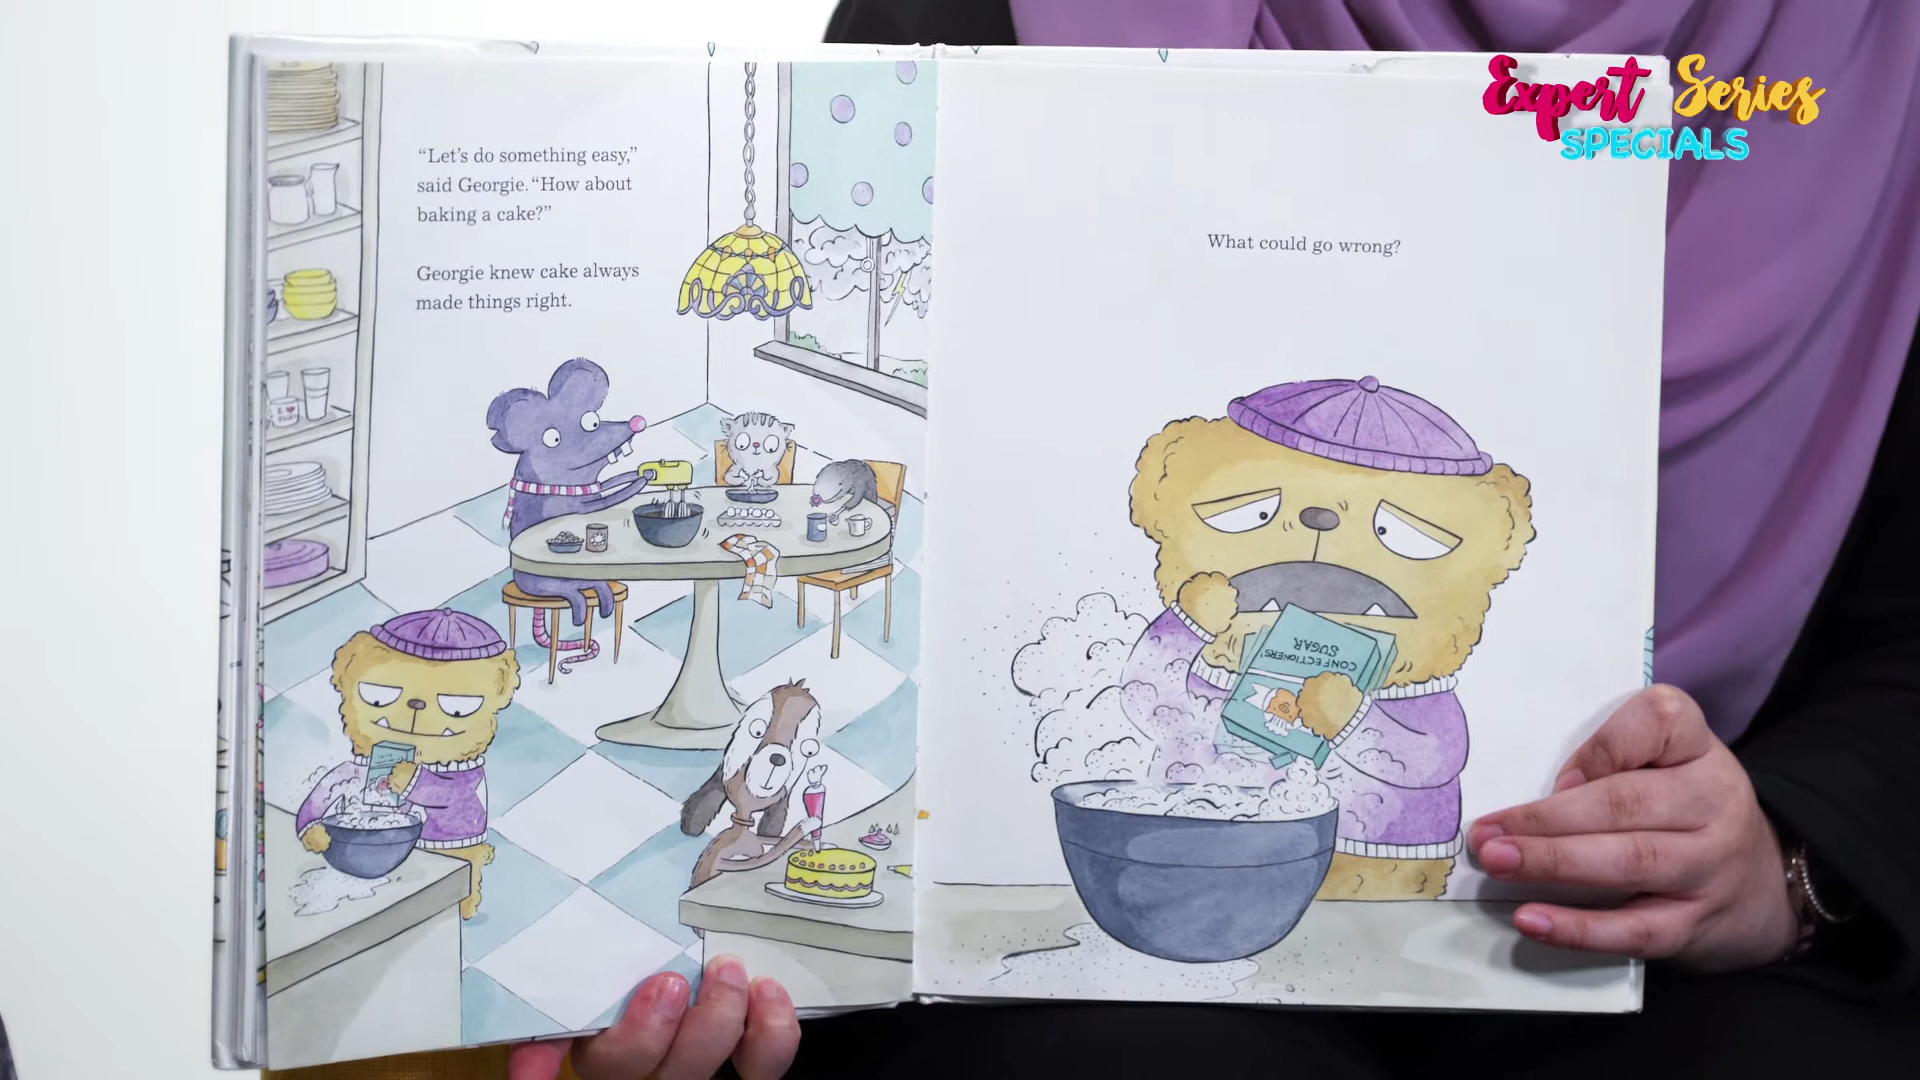 “Let’s do something easy,”
said Georgie. “How about
baking a cake?”
Georgie knew cake always
made things right.
What could go wrong?
CONFECTIONERS’
SUGAR
Expert Series
SPECIALS